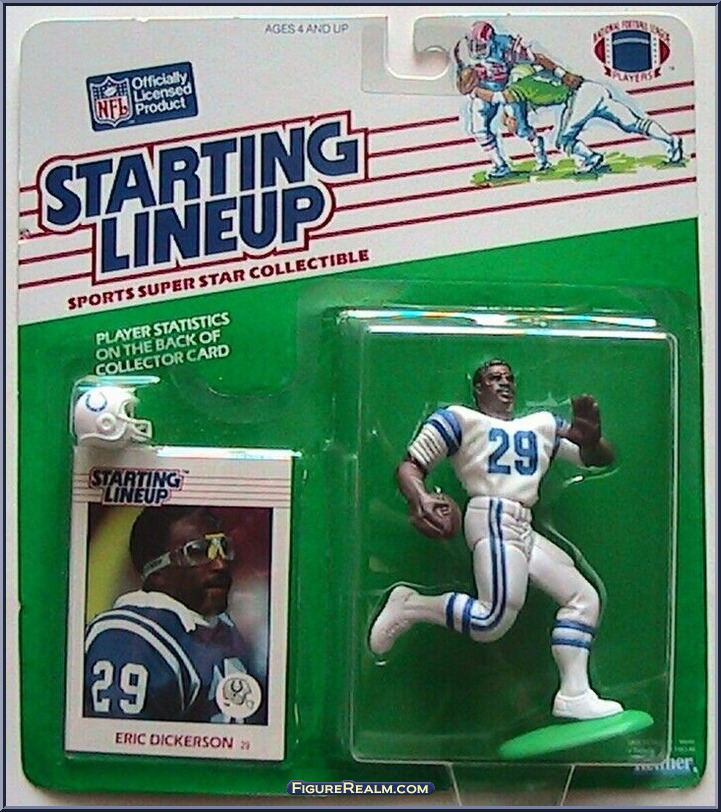 AGES 4 AND UP
NATIONAL FOOTBALL LEAGUE
PLAYERS
NFL
Officially
Licensed
Product
STARTING
LINEUP
SPORTS SUPER STAR COLLECTIBLE
PLAYER STATISTICS
ON THE BACK OF
COLLECTOR CARD
29
STARTING
LINEUP
29
ERIC DICKERSON 29
Kenner
FIGUREREALM.COM